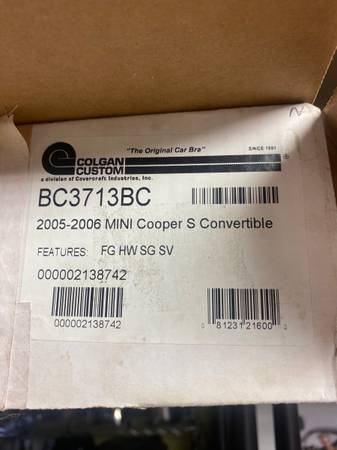 "The Original Car Bra"
SINCE 1961
COLGAN
CUSTOM
a division of Covercraft Industries, Inc.
BC3713BC
2005-2006 MINI Cooper S Convertible
FEATURES: FG HW SG SV
000002138742
000002138742
0 81231 21600